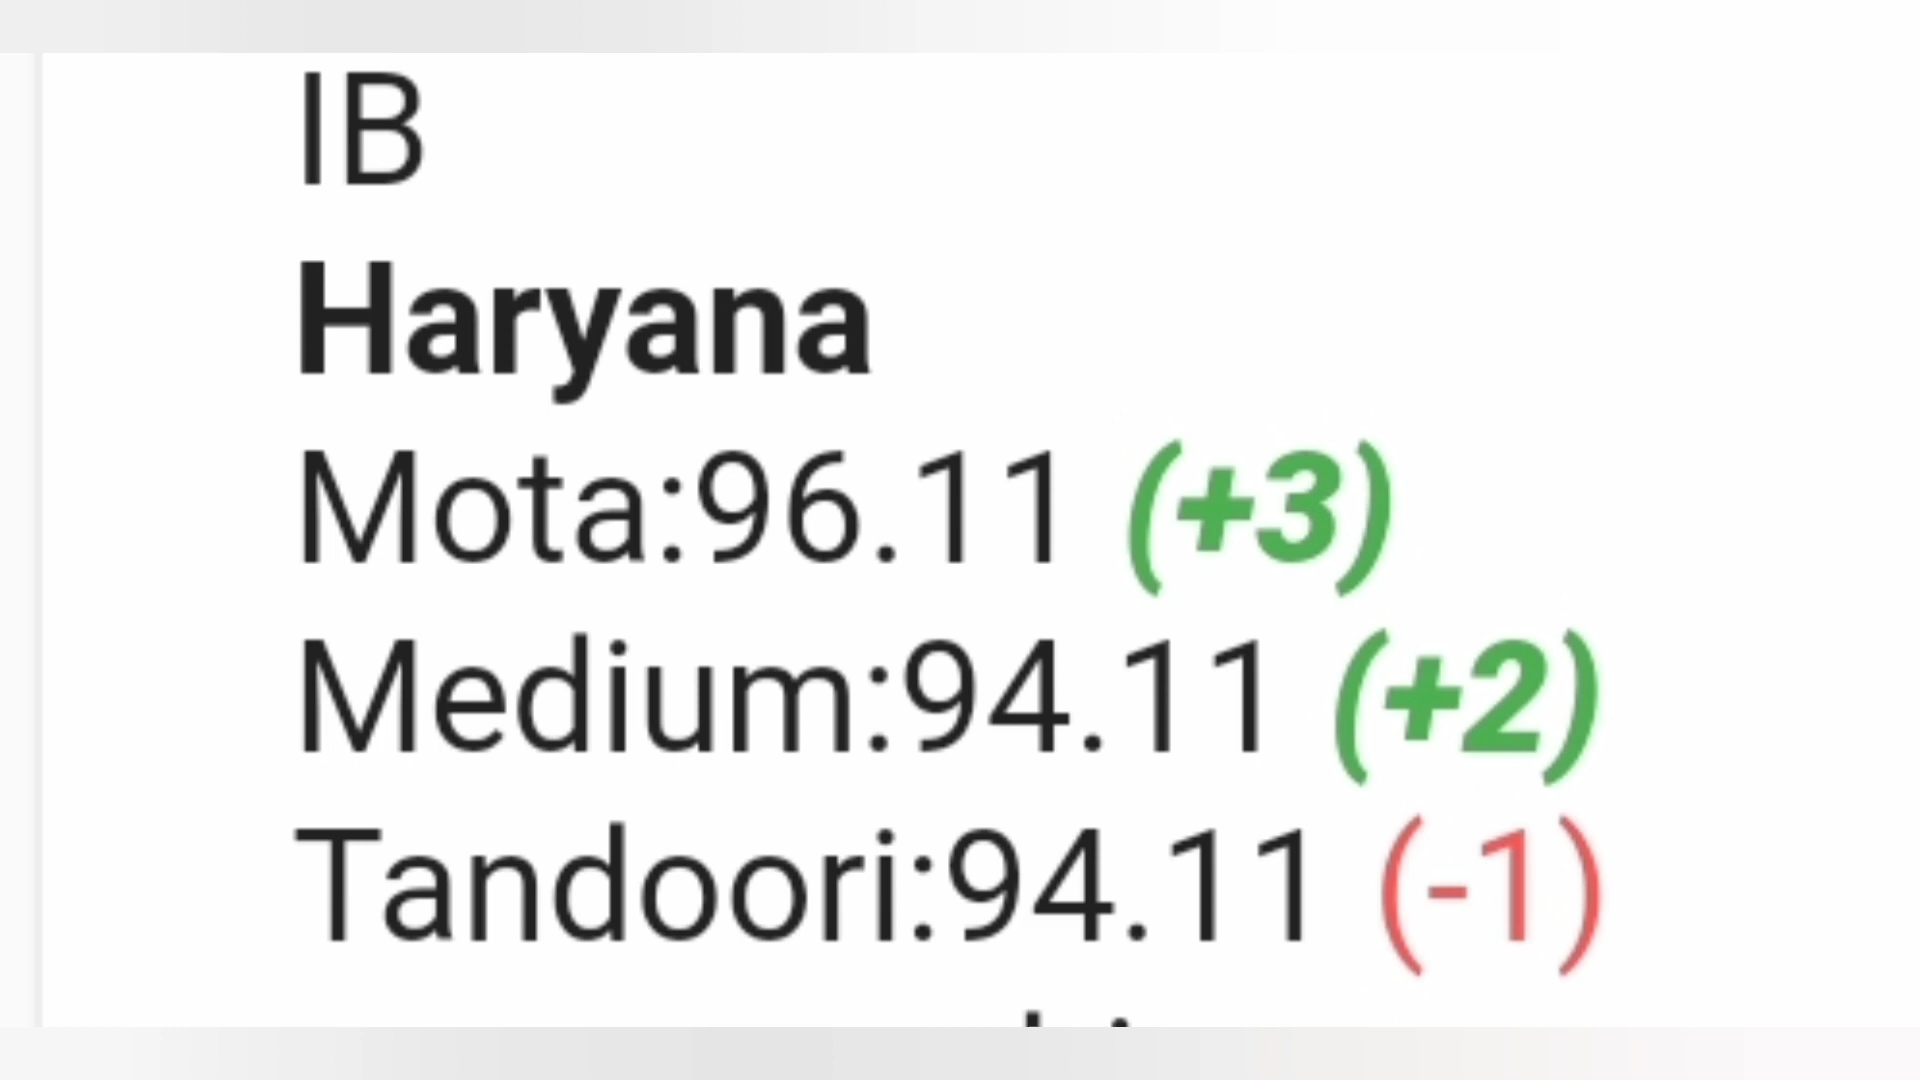 IB
Haryana
Mota:96.11 (+3)
Medium:94.11 (+2)
Tandoori:94.11 (-1)